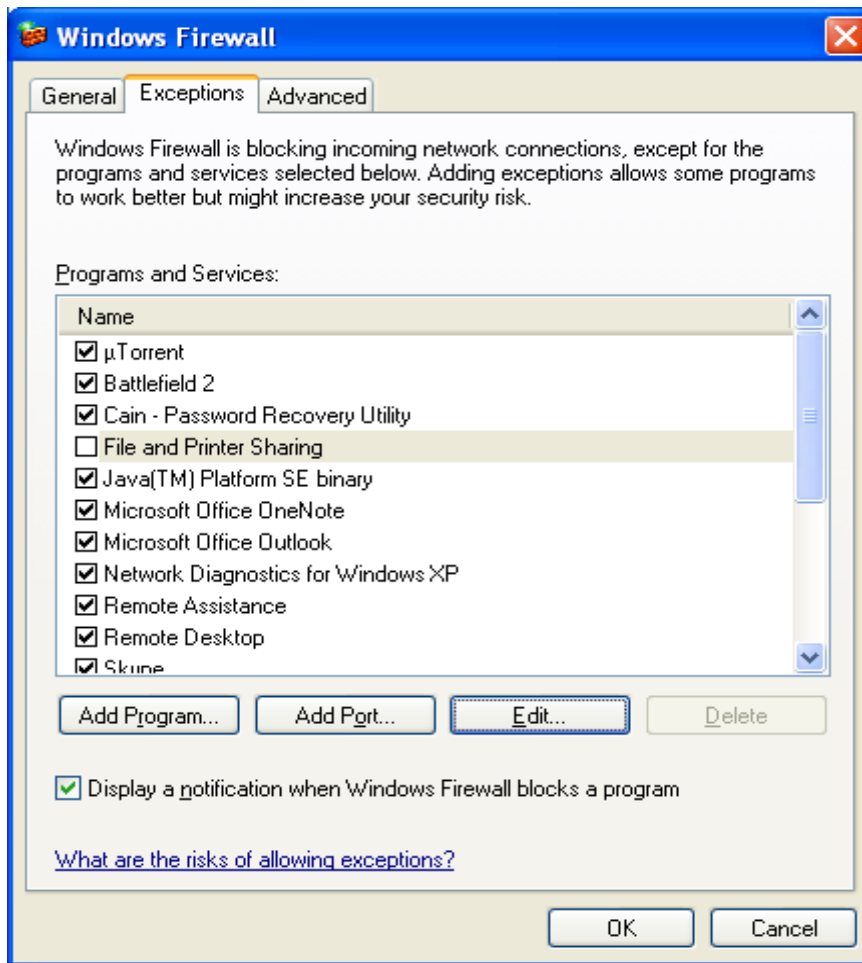 Windows Firewall
General Exceptions Advanced
Windows Firewall is blocking incoming network connections, except for the
programs and services selected below. Adding exceptions allows some programs
to work better but might increase your security risk.
Programs and Services:
Name
µTorrent
Battlefield 2
Cain - Password Recovery Utility
File and Printer Sharing
Java(TM) Platform SE binary
Microsoft Office OneNote
Microsoft Office Outlook
Network Diagnostics for Windows XP
Remote Assistance
Remote Desktop
Skype
Add Program... Add Port... Edit... Delete
Display a notification when Windows Firewall blocks a program
What are the risks of allowing exceptions?
OK Cancel